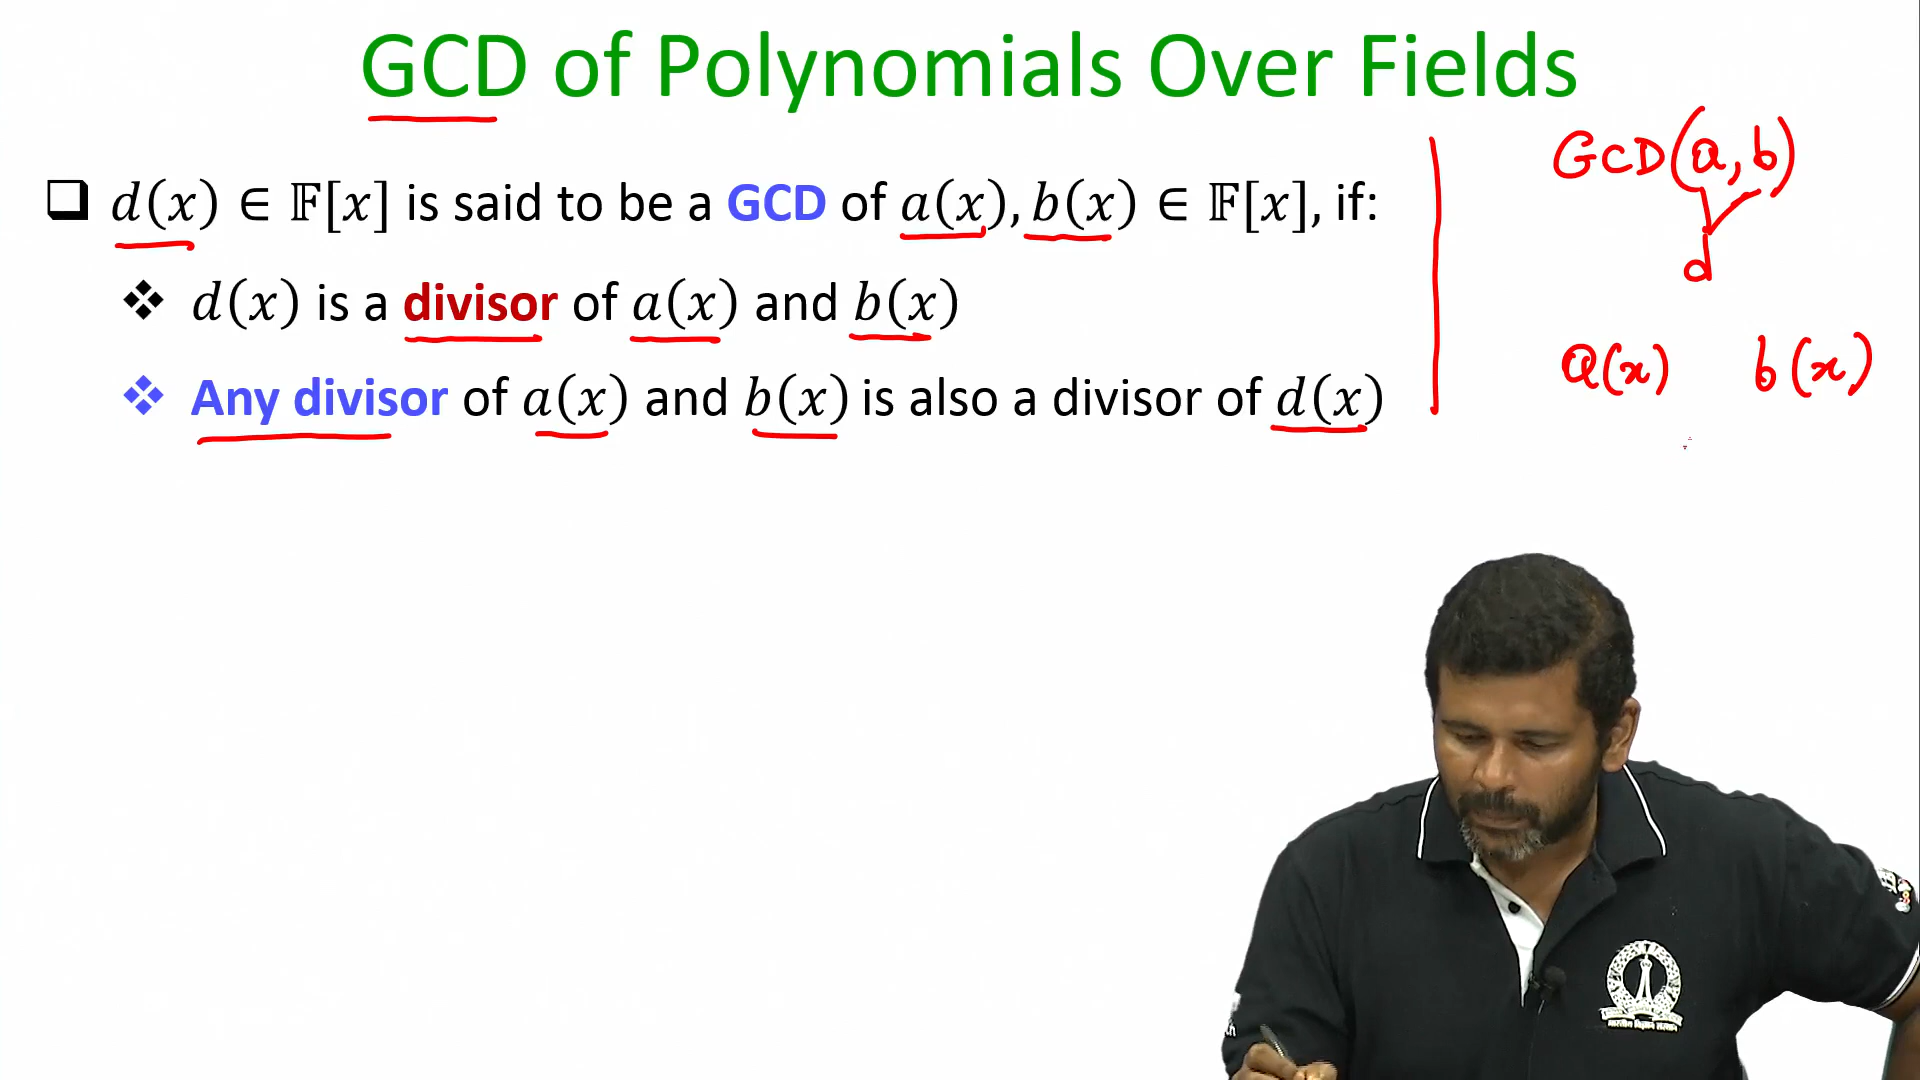 GCD of Polynomials Over Fields
❑ d(x) ∈ 𝔽[x] is said to be a GCD of a(x), b(x) ∈ 𝔽[x], if:
❖ d(x) is a divisor of a(x) and b(x)
❖ Any divisor of a(x) and b(x) is also a divisor of d(x)
GCD(a,b)
d
a(x) b(x)